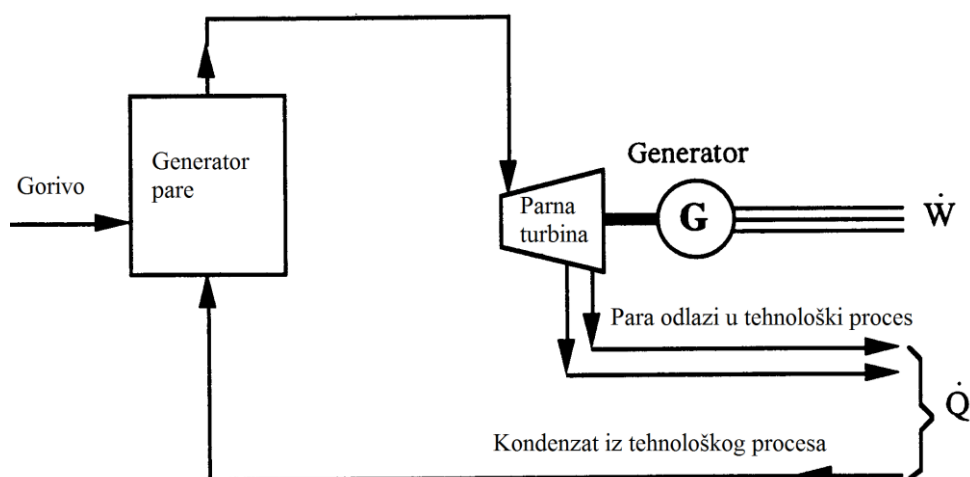 Gorivo
Generator
pare
Parna
turbina
Generator
G
Ẇ
Para odlazi u tehnološki proces
Q̇
Kondenzat iz tehnološkog procesa